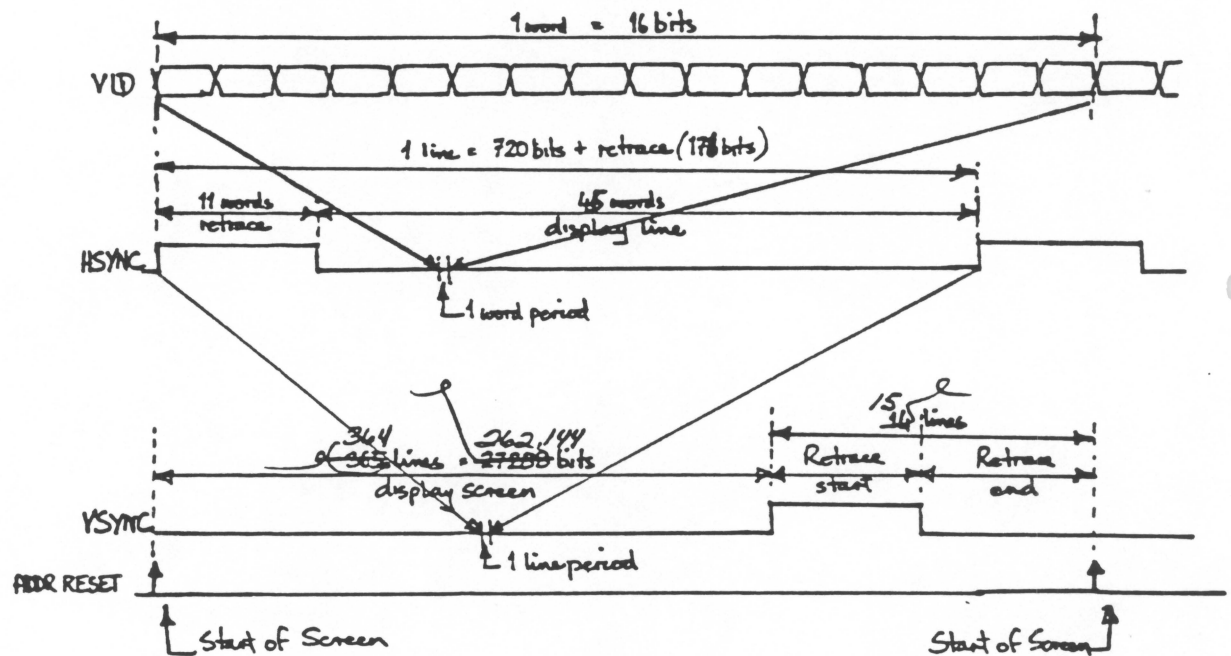 1 word = 16 bits
VID
1 line = 720 bits + retrace (176 bits)
11 words
retrace
45 words
display line
HSYNC
1 word period
15
14 lines
364
365 lines
262,144
= bits
Retrace
start
Retrace
end
display screen
VSYNC
1 line period
ADDR RESET
Start of Screen
Start of Screen